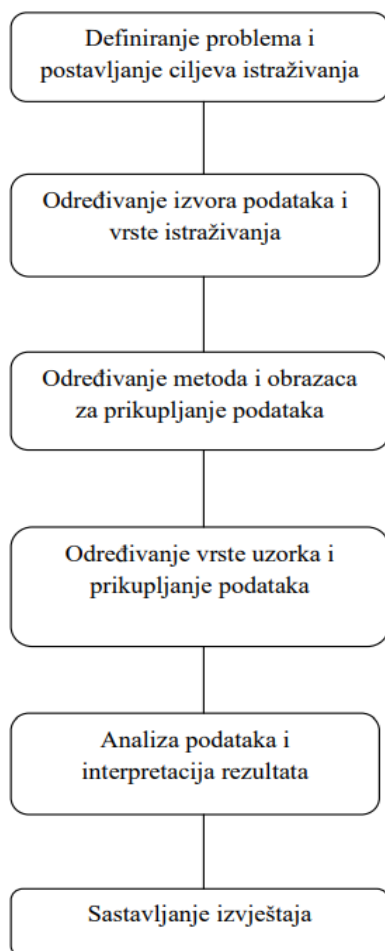 Definiranje problema i
postavljanje ciljeva istraživanja
Određivanje izvora podataka i
vrste istraživanja
Određivanje metoda i obrazaca
za prikupljanje podataka
Određivanje vrste uzorka i
prikupljanje podataka
Analiza podataka i
interpretacija rezultata
Sastavljanje izvještaja